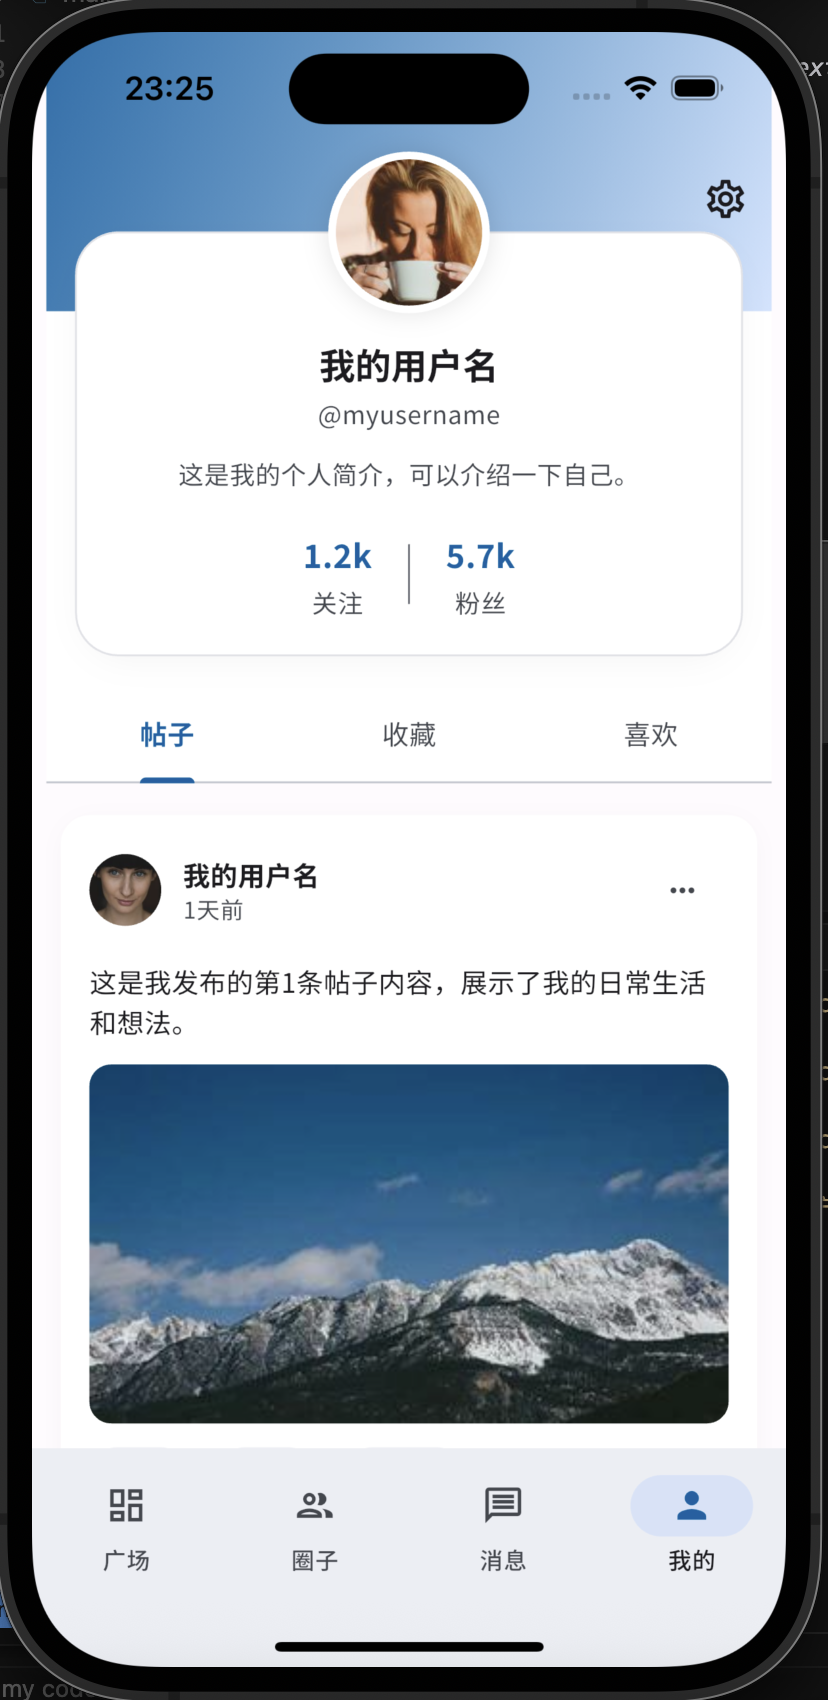 23:25
我的用户名
@myusername
这是我的个人简介，可以介绍一下自己。
1.2k
5.7k
关注
粉丝
帖子
收藏
喜欢
我的用户名
1天前
这是我发布的第1条帖子内容，展示了我的日常生活
和想法。
广场
圈子
消息
我的
my code